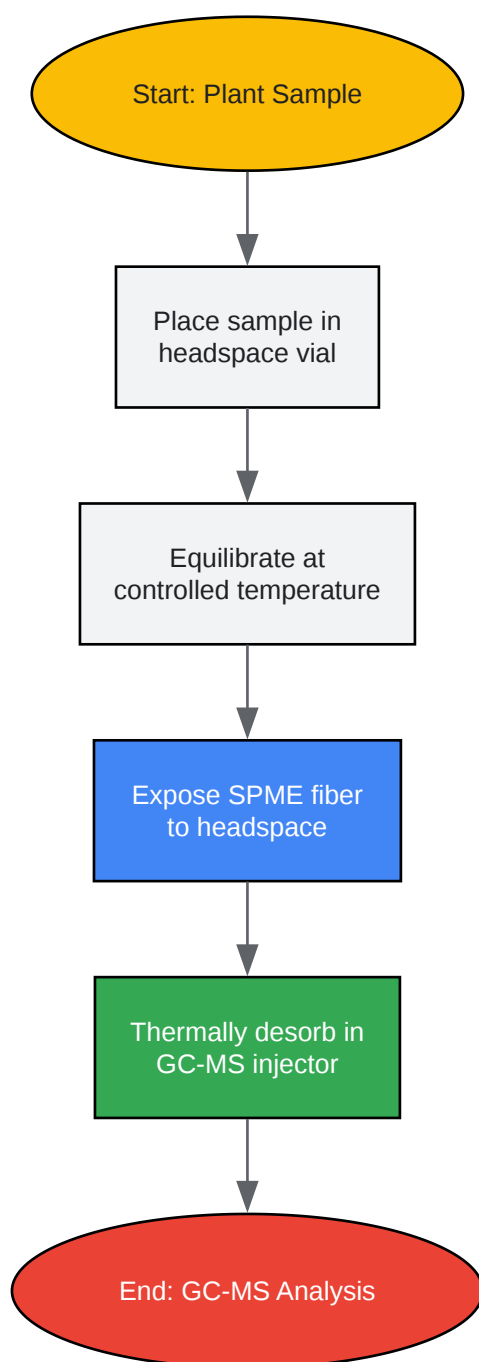 Start: Plant Sample
Place sample in
headspace vial
Equilibrate at
controlled temperature
Expose SPME fiber
to headspace
Thermally desorb in
GC-MS injector
End: GC-MS Analysis